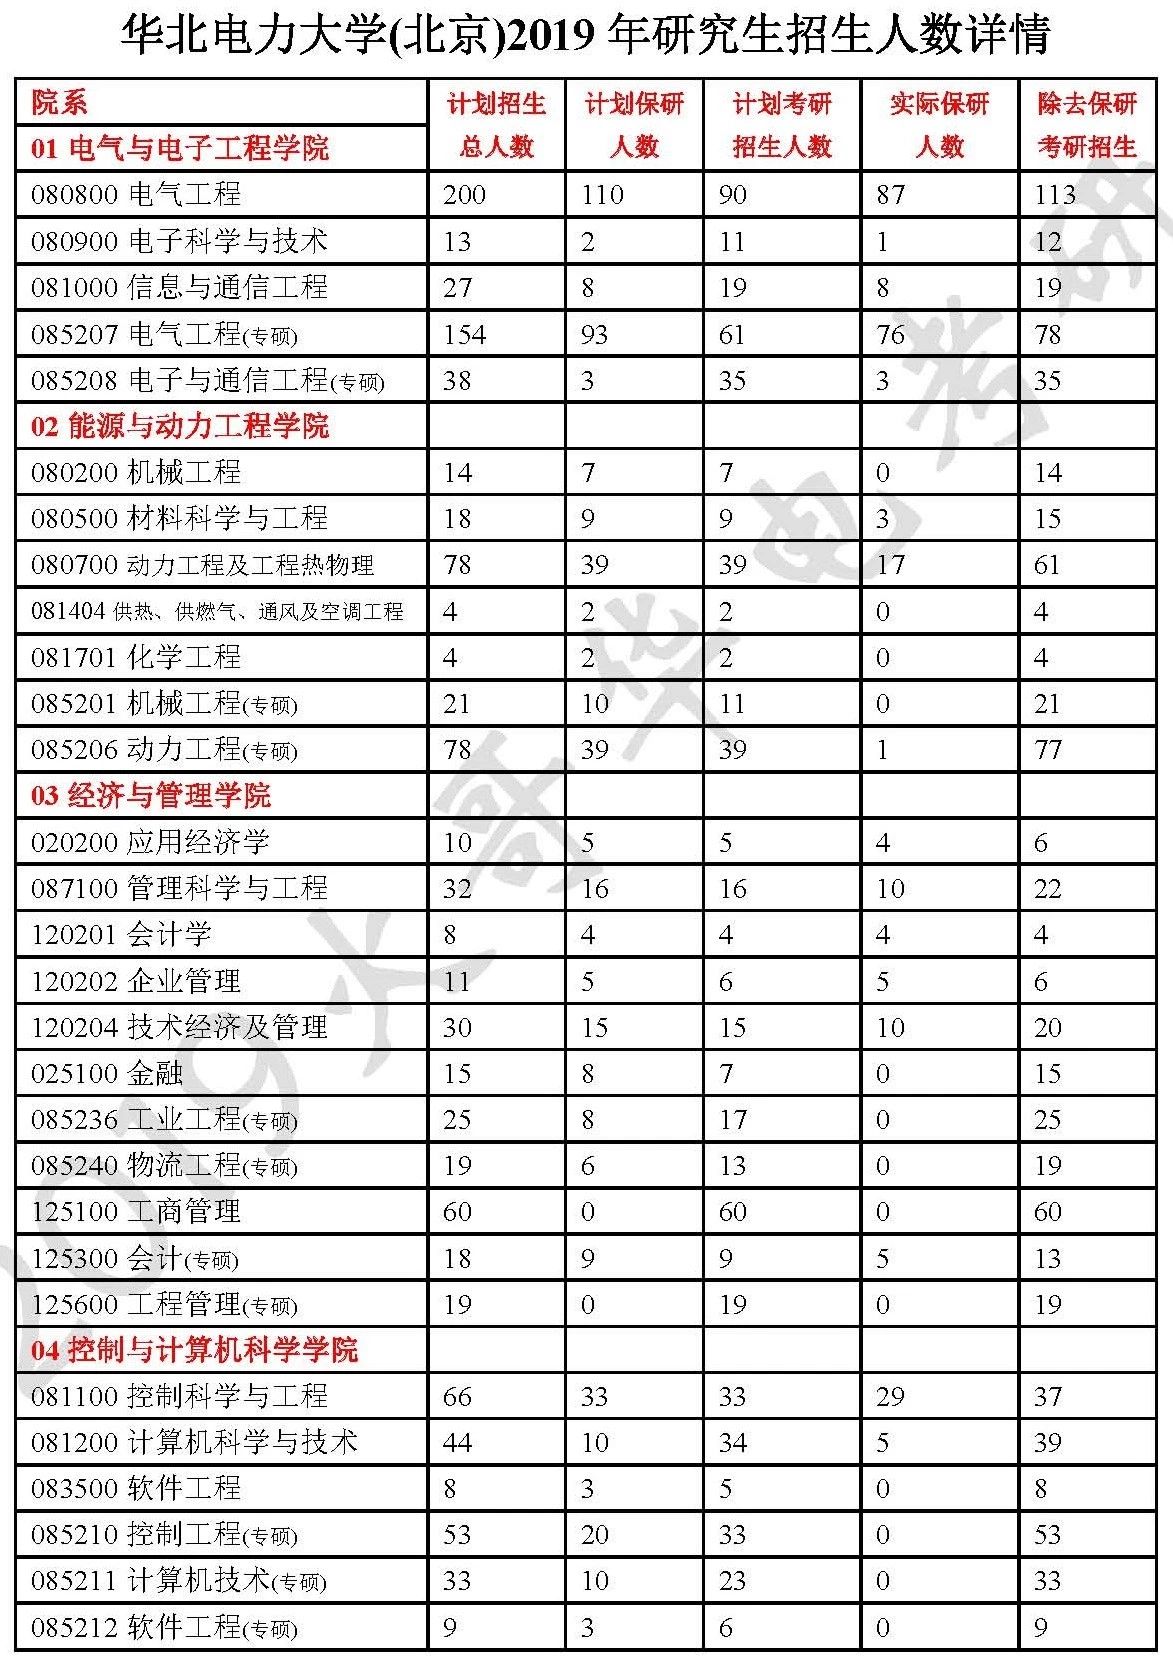 华北电力大学(北京)2019 年研究生招生人数详情
院系 计划招生总人数 计划保研人数 计划考研招生人数 实际保研人数 除去保研考研招生
01 电气与电子工程学院
080800 电气工程 200 110 90 87 113
080900 电子科学与技术 13 2 11 1 12
081000 信息与通信工程 27 8 19 8 19
085207 电气工程(专硕) 154 93 61 76 78
085208 电子与通信工程(专硕) 38 3 35 3 35
02 能源与动力工程学院
080200 机械工程 14 7 7 0 14
080500 材料科学与工程 18 9 9 3 15
080700 动力工程及工程热物理 78 39 39 17 61
081404 供热、供燃气、通风及空调工程 4 2 2 0 4
081701 化学工程 4 2 2 0 4
085201 机械工程(专硕) 21 10 11 0 21
085206 动力工程(专硕) 78 39 39 1 77
03 经济与管理学院
020200 应用经济学 10 5 5 4 6
087100 管理科学与工程 32 16 16 10 22
120201 会计学 8 4 4 4 4
120202 企业管理 11 5 6 5 6
120204 技术经济及管理 30 15 15 10 20
025100 金融 15 8 7 0 15
085236 工业工程(专硕) 25 8 17 0 25
085240 物流工程(专硕) 19 6 13 0 19
125100 工商管理 60 0 60 0 60
125300 会计(专硕) 18 9 9 5 13
125600 工程管理(专硕) 19 0 19 0 19
04 控制与计算机科学学院
081100 控制科学与工程 66 33 33 29 37
081200 计算机科学与技术 44 10 34 5 39
083500 软件工程 8 3 5 0 8
085210 控制工程(专硕) 53 20 33 0 53
085211 计算机技术(专硕) 33 10 23 0 33
085212 软件工程(专硕) 9 3 6 0 9
2019火哥华电考研